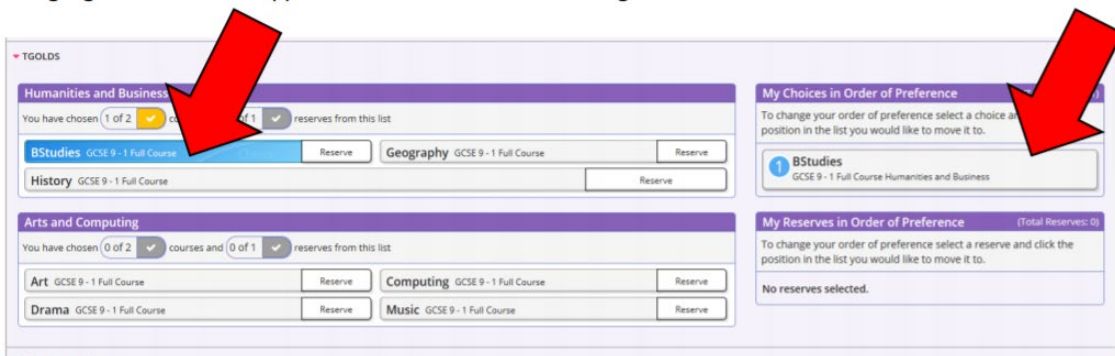 TGOLDS
Humanities and Business
You have chosen 1 of 2 of 1 reserves from this list
BStudies GCSE 9 - 1 Full Course Reserve
Geography GCSE 9 - 1 Full Course Reserve
History GCSE 9 - 1 Full Course Reserve
Arts and Computing
You have chosen 0 of 2 courses and 0 of 1 reserves from this list
Art GCSE 9 - 1 Full Course Reserve
Computing GCSE 9 - 1 Full Course Reserve
Drama GCSE 9 - 1 Full Course Reserve
Music GCSE 9 - 1 Full Course Reserve
My Choices in Order of Preference
To change your order of preference select a choice
position in the list you would like to move it to.
1 BStudies
GCSE 9 - 1 Full Course Humanities and Business
My Reserves in Order of Preference (Total Reserves: 0)
To change your order of preference select a reserve and click the
position in the list you would like to move it to.
No reserves selected.